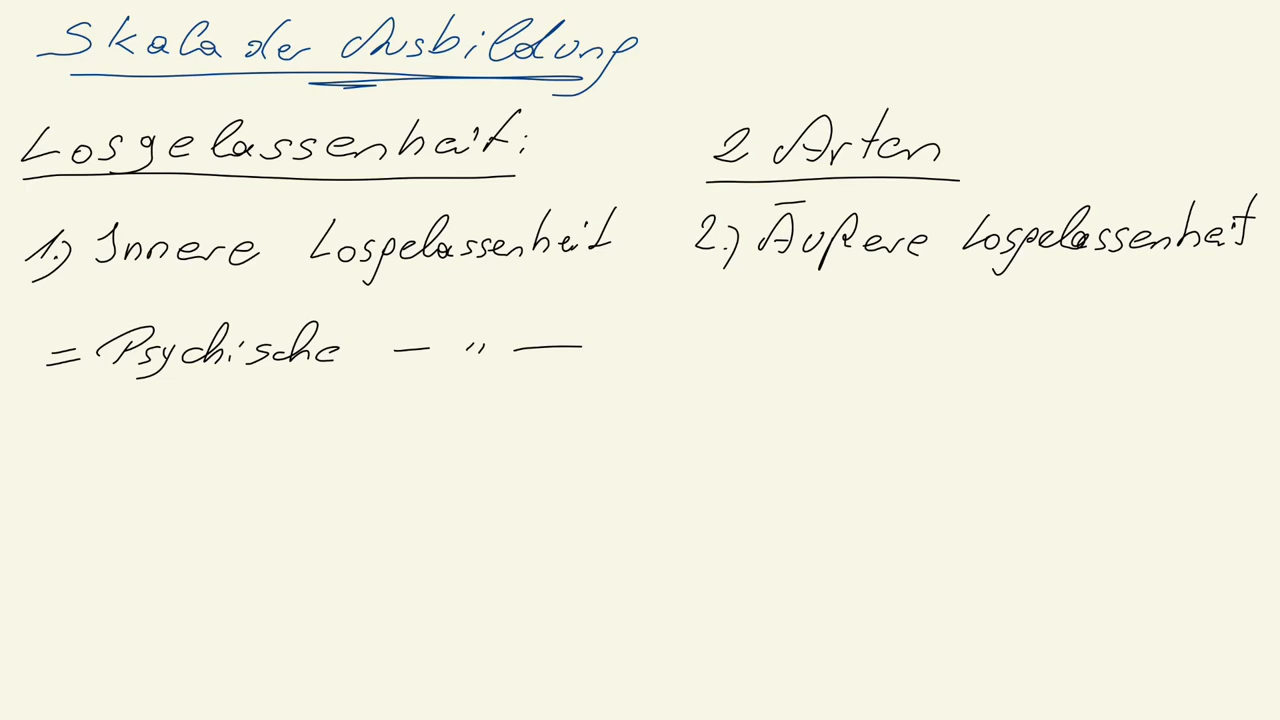 Skala der Ausbildung
Losgelassenheit: 2 Arten
1.) Innere Losgelassenheit 2.) Äußere Losgelassenheit
= Psychische — " —